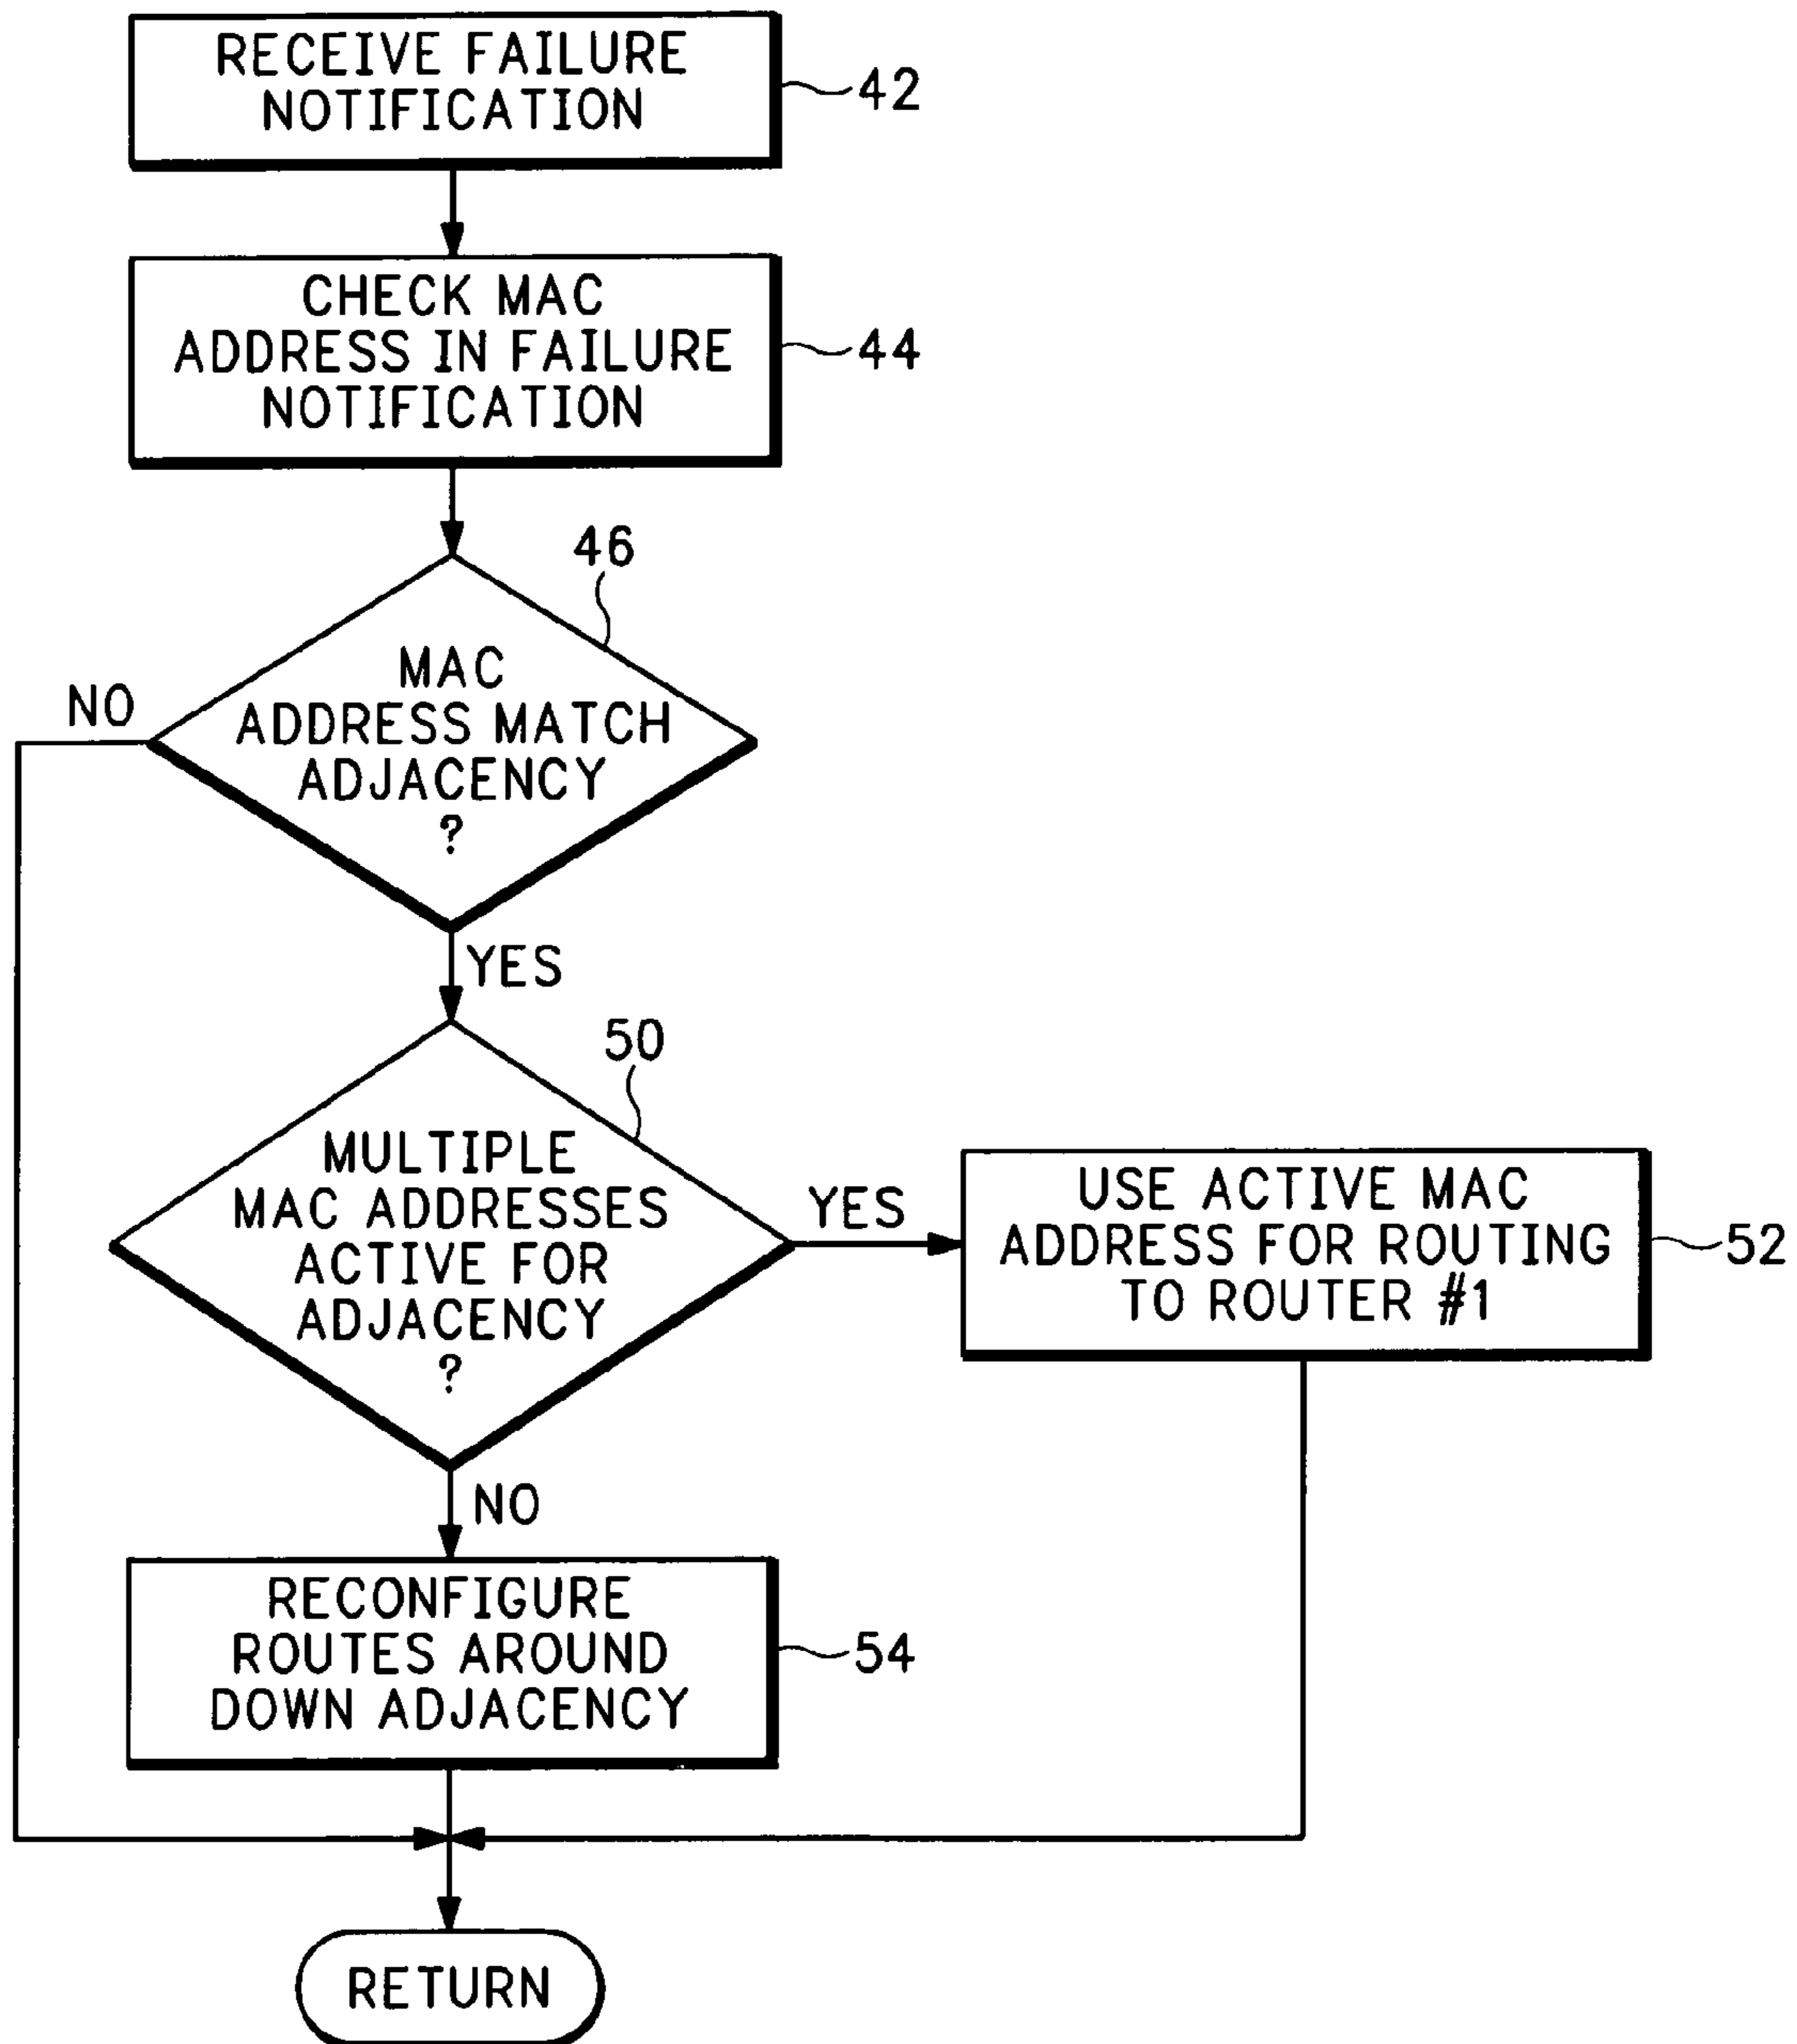 RECEIVE FAILURE
NOTIFICATION
42
CHECK MAC
ADDRESS IN FAILURE
NOTIFICATION
44
46
MAC
ADDRESS MATCH
ADJACENCY
?
NO
YES
50
MULTIPLE
MAC ADDRESSES
ACTIVE FOR
ADJACENCY
?
YES
USE ACTIVE MAC
ADDRESS FOR ROUTING
TO ROUTER #1
52
NO
RECONFIGURE
ROUTES AROUND
DOWN ADJACENCY
54
RETURN